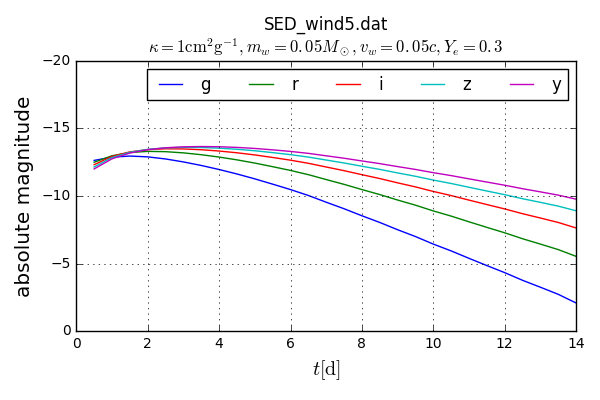 SED_wind5.dat
κ = 1cm²g⁻¹, m_w = 0.05M_⊙, v_w = 0.05c, Y_e = 0.3
g r i z y
absolute magnitude
−20
−15
−10
−5
0
0 2 4 6 8 10 12 14
t[d]